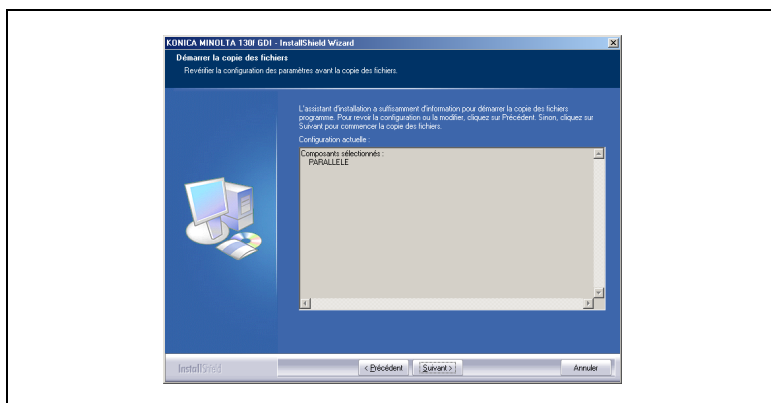 KONICA MINOLTA 130f GDI - InstallShield Wizard
Démarrer la copie des fichiers
Revérifier la configuration des paramètres avant la copie des fichiers.
L'assistant d'installation a suffisamment d'information pour démarrer la copie des fichiers
programme. Pour revoir la configuration ou la modifier, cliquez sur Précédent. Sinon, cliquez sur
Suivant pour commencer la copie des fichiers.
Configuration actuelle :
Composants sélectionnés :
PARALLELE
InstallShield
< Précédent
Suivant >
Annuler